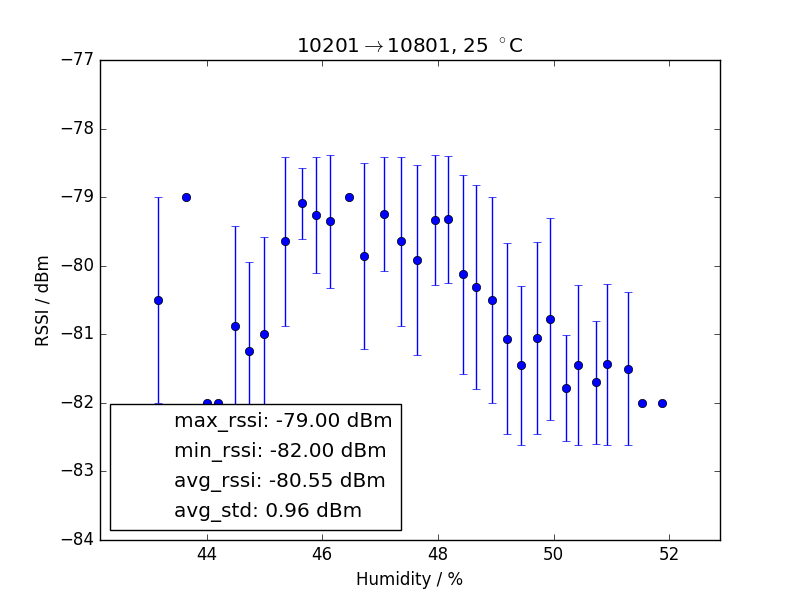 10201→10801, 25 °C
−77
−78
−79
−80
−81
−82
−83
−84
RSSI / dBm
max_rssi: -79.00 dBm
min_rssi: -82.00 dBm
avg_rssi: -80.55 dBm
avg_std: 0.96 dBm
44 46 48 50 52
Humidity / %